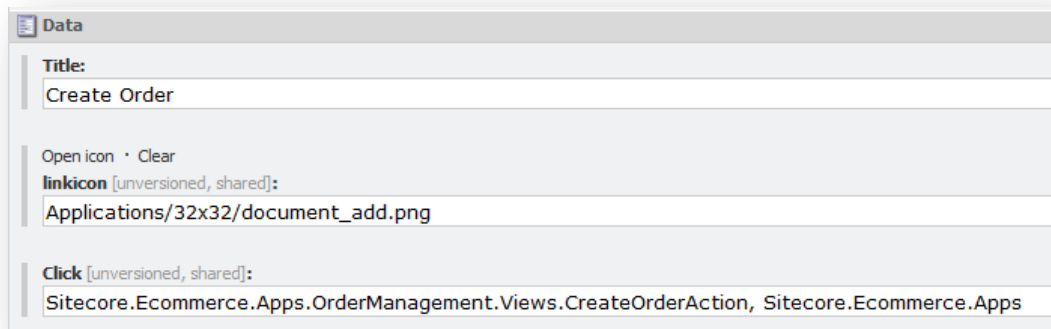 Data
Title:
Create Order
Open icon · Clear
linkicon [unversioned, shared]:
Applications/32x32/document_add.png
Click [unversioned, shared]:
Sitecore.Ecommerce.Apps.OrderManagement.Views.CreateOrderAction, Sitecore.Ecommerce.Apps